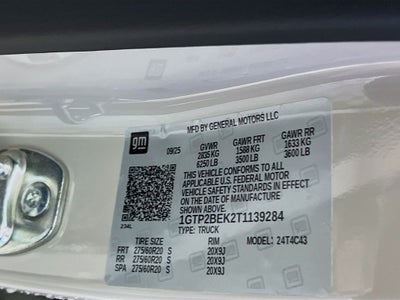 gm
MFD BY GENERAL MOTORS LLC
09/25 GVWR GAWR FRT GAWR RR
2835 KG 1588 KG 1633 KG
6250 LB 3500 LB 3600 LB
THIS VEHICLE CONFORMS TO ALL
APPLICABLE U.S. FEDERAL MOTOR
VEHICLE SAFETY STANDARDS IN EFFECT
ON THE DATE OF MANUFACTURE
SHOWN ABOVE.
1GTP2BEK2T1139284
234L TYPE: TRUCK
TIRE SIZE RIM MODEL: 24T4C43
FRT 275/60R20 S 20X9J
RR 275/60R20 S 20X9J
SPA 275/60R20 S 20X9J